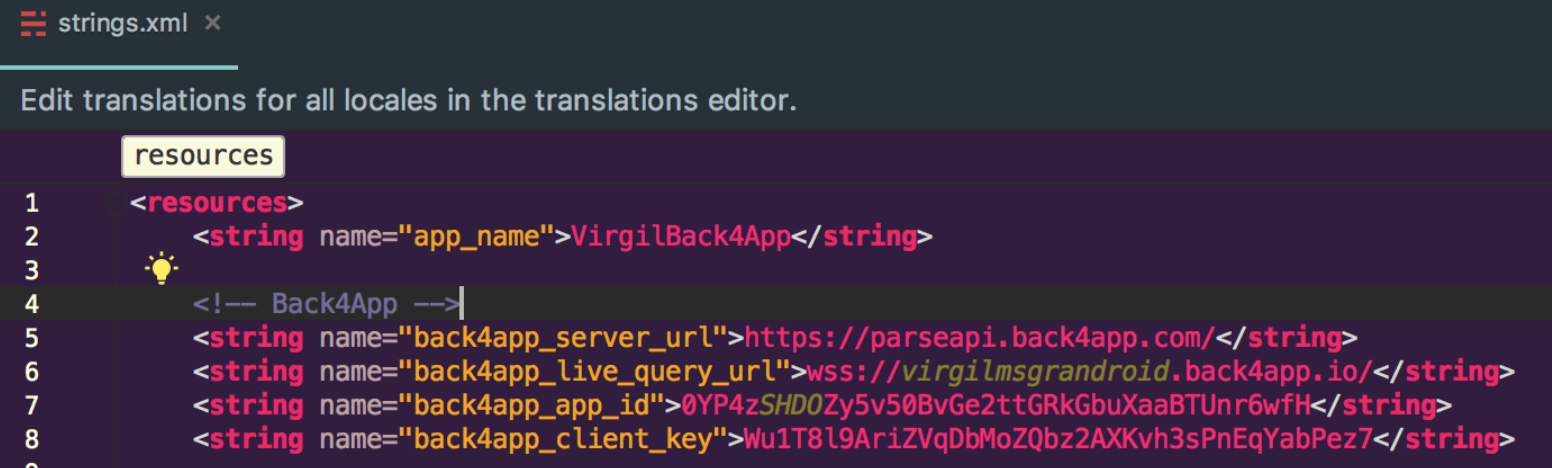 strings.xml ×
Edit translations for all locales in the translations editor.
resources
1 <resources>
2 <string name="app_name">VirgilBack4App</string>
3
4 <!-- Back4App -->
5 <string name="back4app_server_url">https://parseapi.back4app.com/</string>
6 <string name="back4app_live_query_url">wss://virgilmsgrandroid.back4app.io/</string>
7 <string name="back4app_app_id">0YP4zSHDOZy5v50BvGe2ttGRkGbuXaaBTUnr6wfH</string>
8 <string name="back4app_client_key">Wu1T8l9AriZVqDbMoZQbz2AXKvh3sPnEqYabPez7</string>